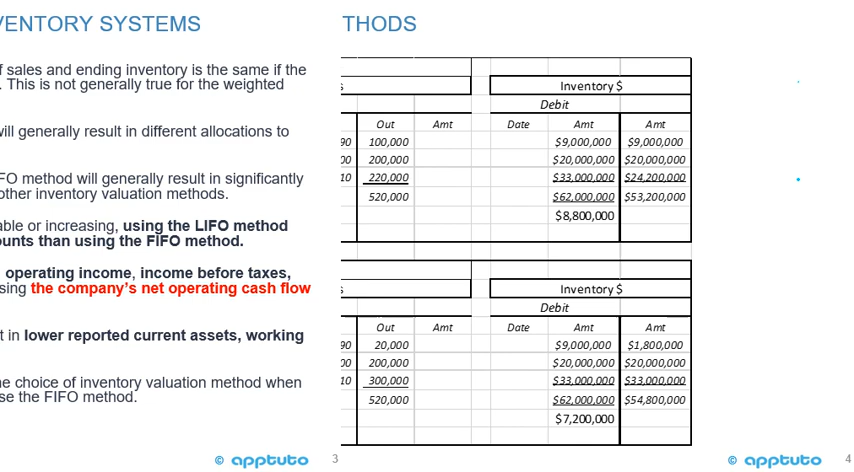 VENTORY SYSTEMS
THODS
f sales and ending inventory is the same if the
. This is not generally true for the weighted
vill generally result in different allocations to
FO method will generally result in significantly
other inventory valuation methods.
able or increasing, using the LIFO method
ounts than using the FIFO method.
, operating income, income before taxes,
sing the company's net operating cash flow
t in lower reported current assets, working
he choice of inventory valuation method when
se the FIFO method.
© apptuto 3
s Inventory $
Debit
Out Amt Date Amt Amt
90 100,000 $9,000,000 $9,000,000
00 200,000 $20,000,000 $20,000,000
10 220,000 $33,000,000 $24,200,000
520,000 $62,000,000 $53,200,000
$8,800,000
s Inventory $
Debit
Out Amt Date Amt Amt
90 20,000 $9,000,000 $1,800,000
00 200,000 $20,000,000 $20,000,000
10 300,000 $33,000,000 $33,000,000
520,000 $62,000,000 $54,800,000
$7,200,000
© apptuto 4